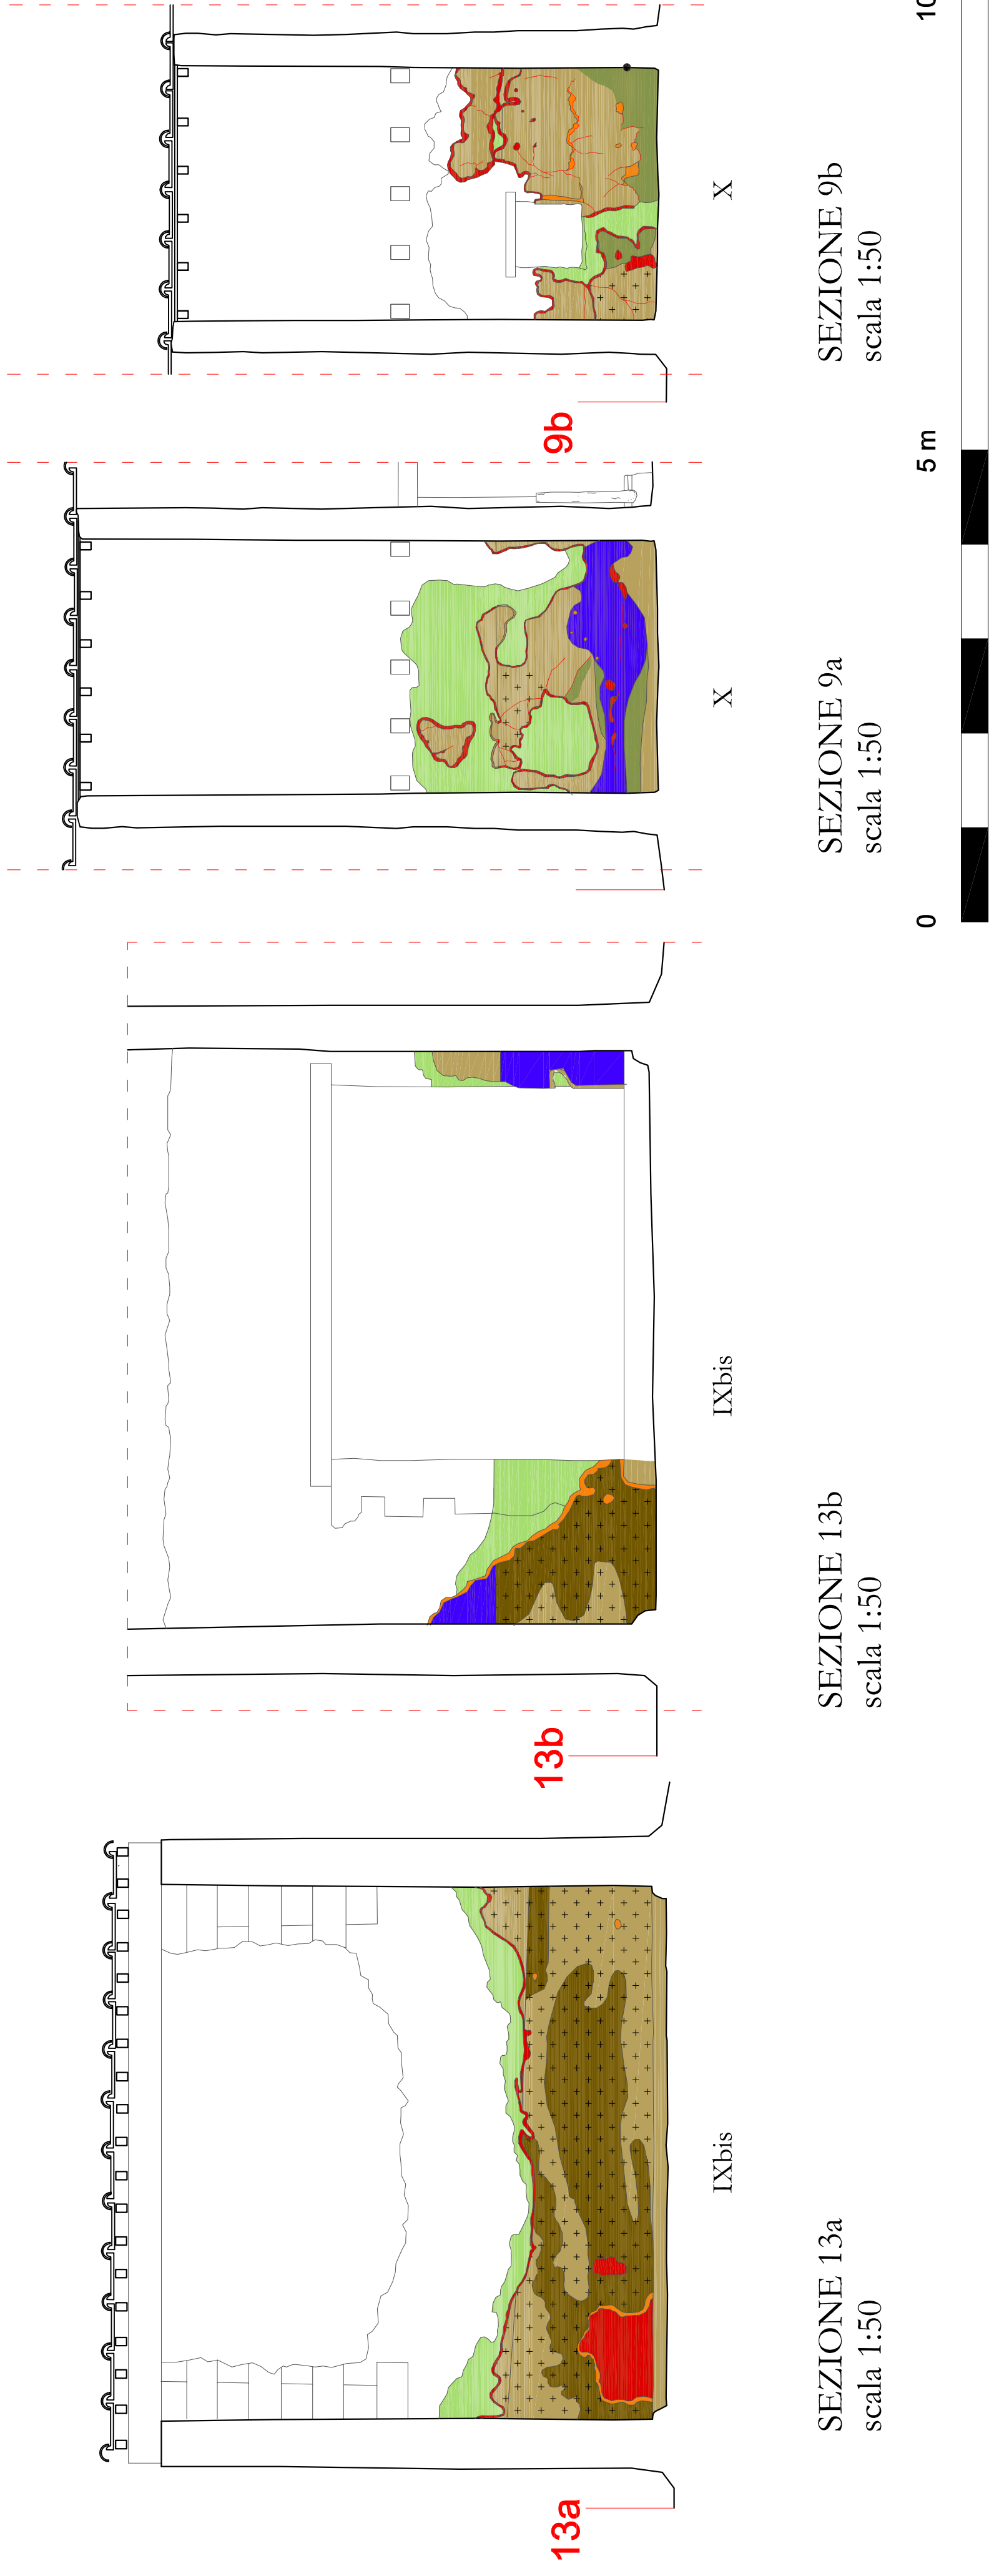 13a
13b
9b
IXbis
IXbis
X
X
SEZIONE 13a
scala 1:50
SEZIONE 13b
scala 1:50
SEZIONE 9a
scala 1:50
SEZIONE 9b
scala 1:50
0
5 m
10